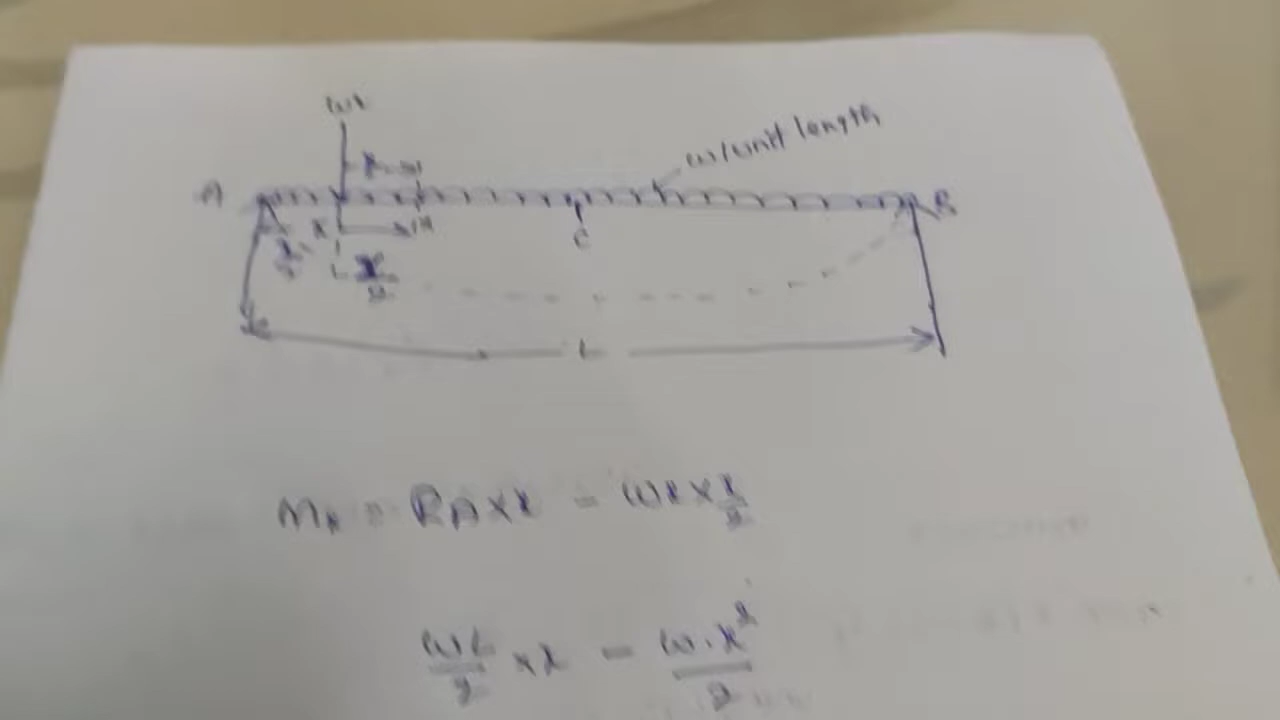 wx
w/unit length
A
x
B
x
C
x/2
L
Mx = RA × x - wx × x/2
wL/2 × x - w.x²/2